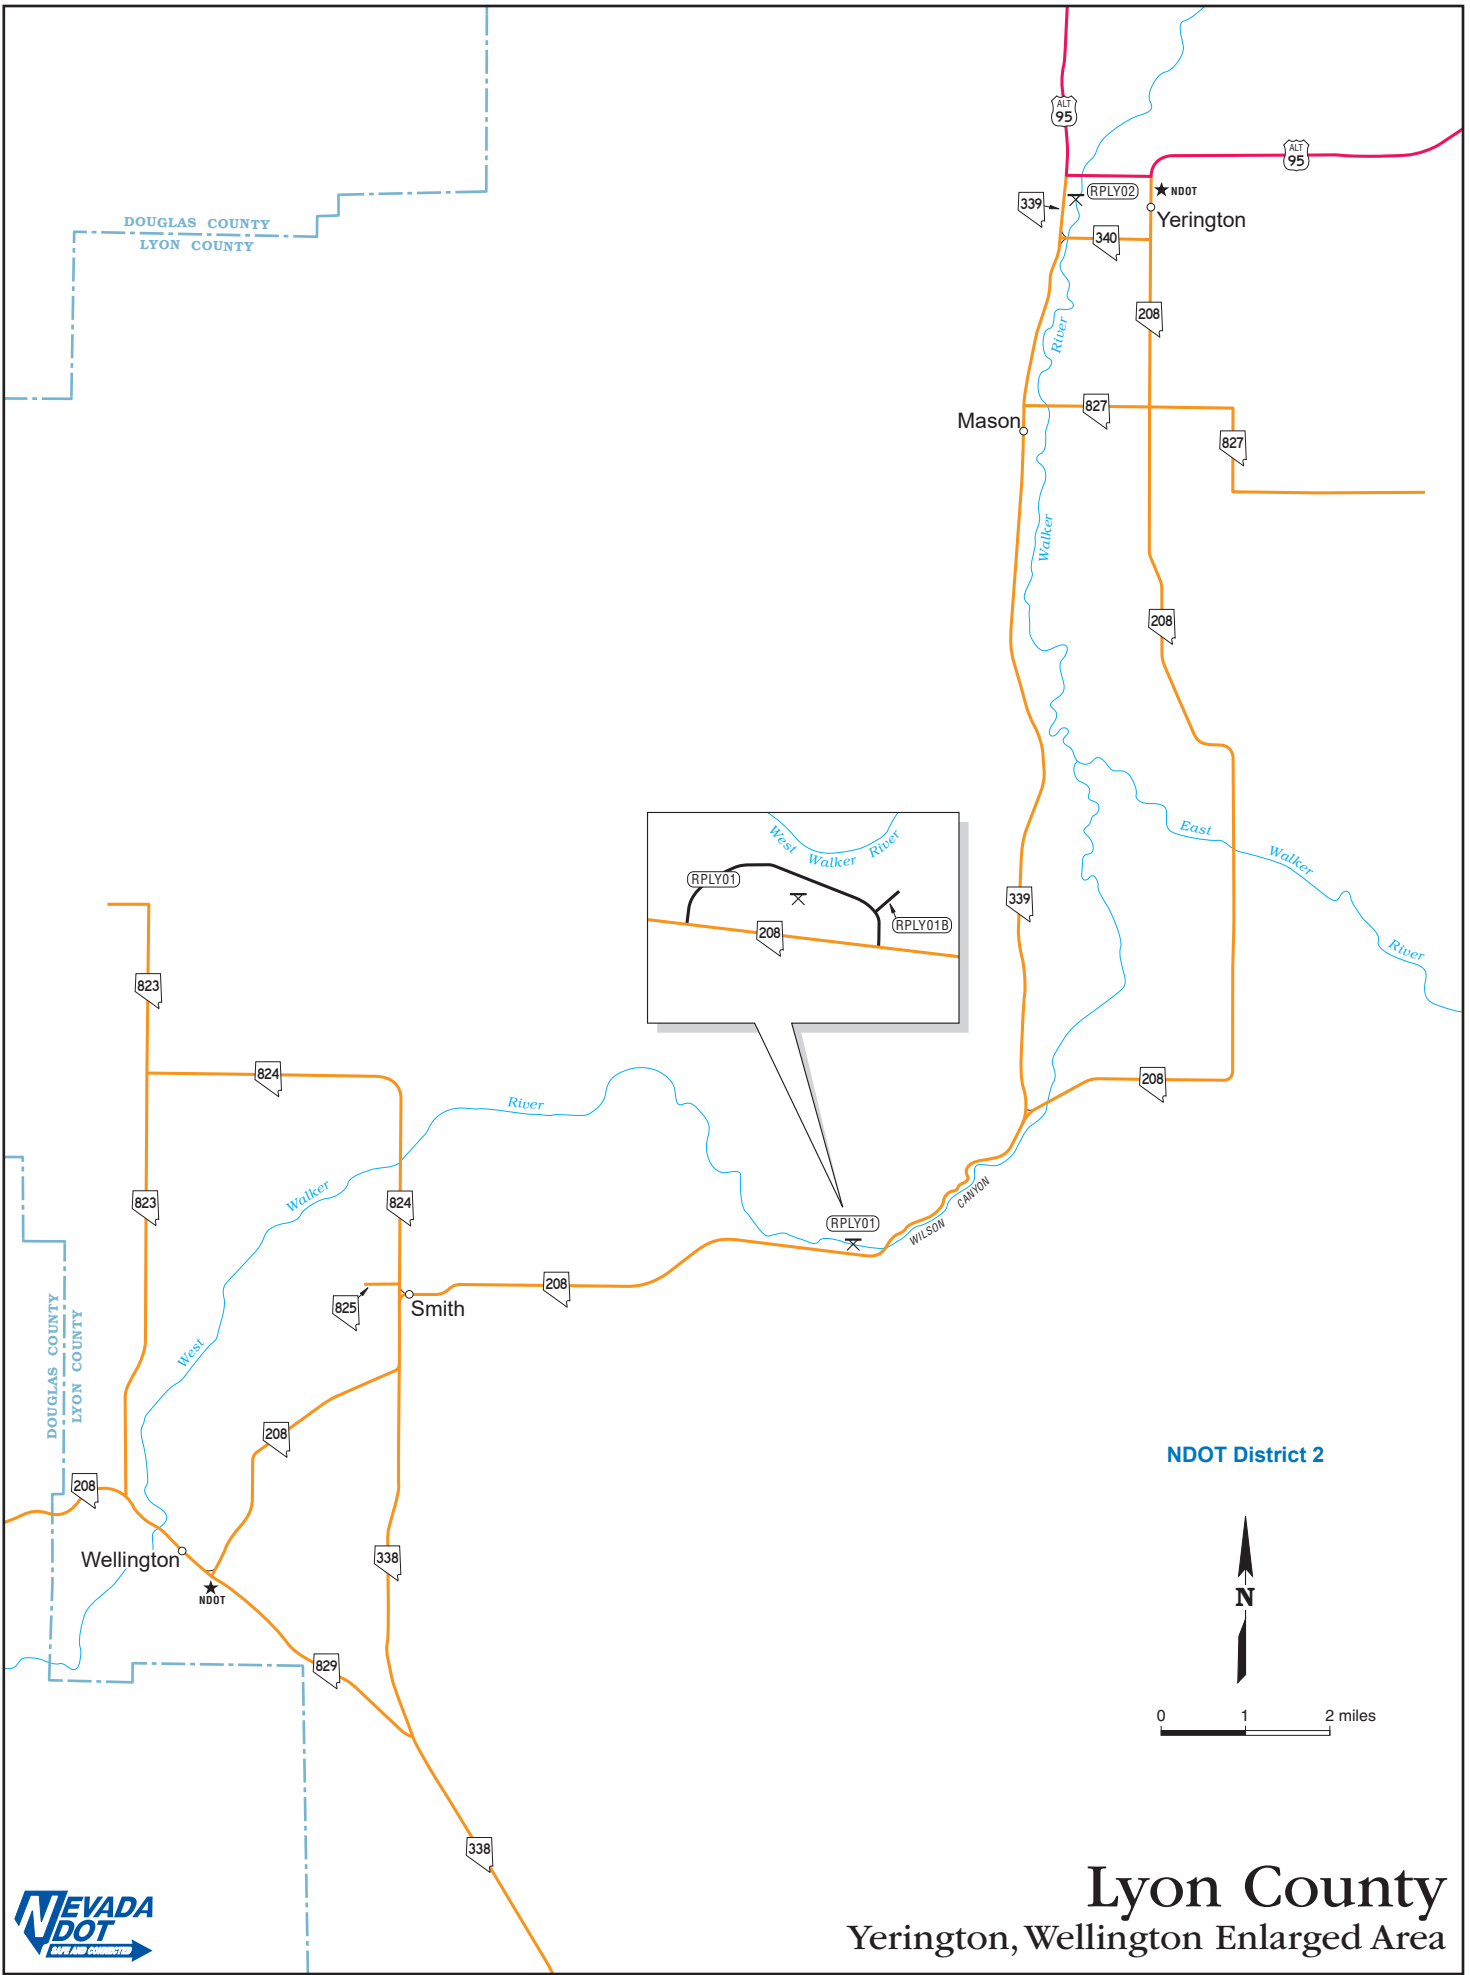 ALT
95
ALT
95
DOUGLAS COUNTY
LYON COUNTY
339
RPLY02
NDOT
Yerington
340
208
River
Mason
827
827
Walker
208
East
Walker
River
West Walker River
RPLY01
RPLY01B
208
339
823
824
208
River
Walker
823
824
RPLY01
WILSON CANYON
825
Smith
208
West
DOUGLAS COUNTY
LYON COUNTY
208
208
NDOT District 2
Wellington
NDOT
338
N
829
0 1 2 miles
338
NEVADA
DOT
SAFE AND CONNECTED
Lyon County
Yerington, Wellington Enlarged Area